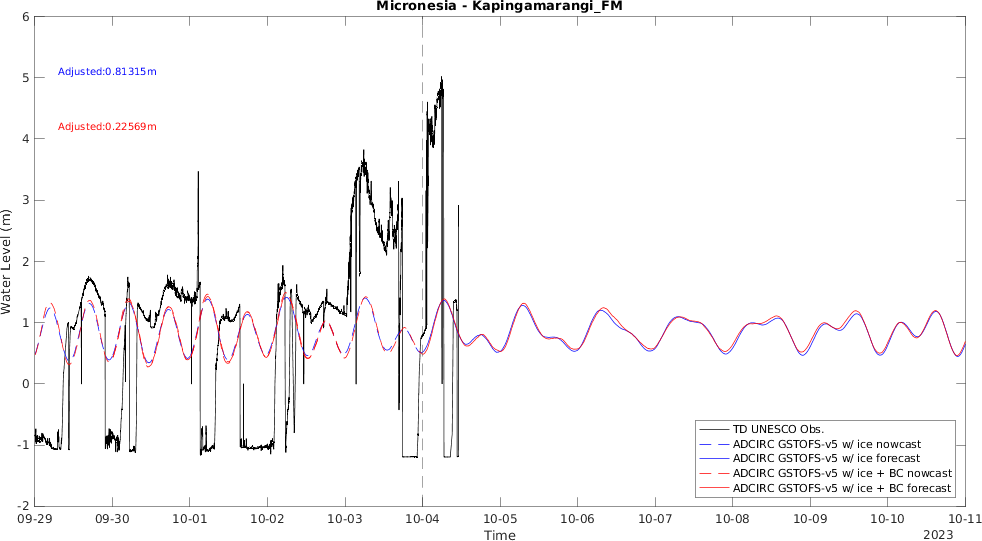 Micronesia - Kapingamarangi_FM
6
5
4
3
2
1
0
-1
-2
Water Level (m)
Adjusted:0.81315m
Adjusted:0.22569m
TD UNESCO Obs.
ADCIRC GSTOFS-v5 w/ ice nowcast
ADCIRC GSTOFS-v5 w/ ice forecast
ADCIRC GSTOFS-v5 w/ ice + BC nowcast
ADCIRC GSTOFS-v5 w/ ice + BC forecast
09-29 09-30 10-01 10-02 10-03 10-04 10-05 10-06 10-07 10-08 10-09 10-10 10-11
Time
2023